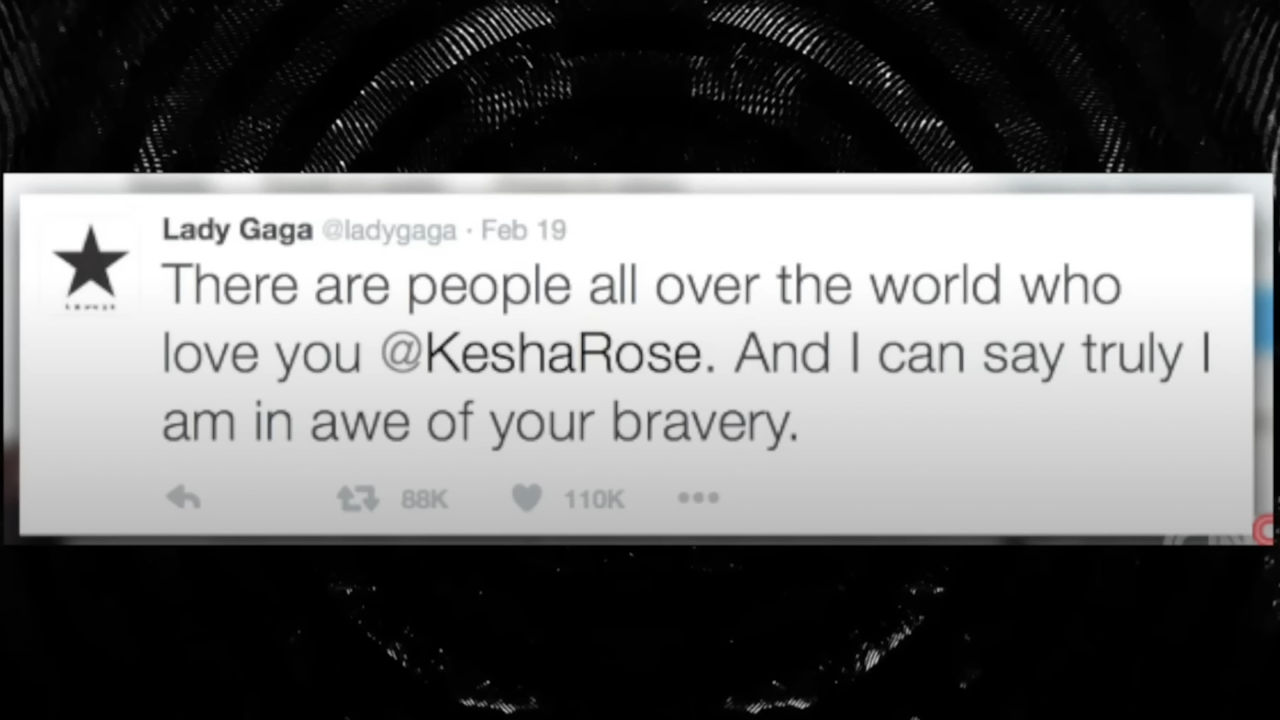 Lady Gaga @ladygaga · Feb 19
There are people all over the world who
love you @KeshaRose. And I can say truly I
am in awe of your bravery.
88K 110K